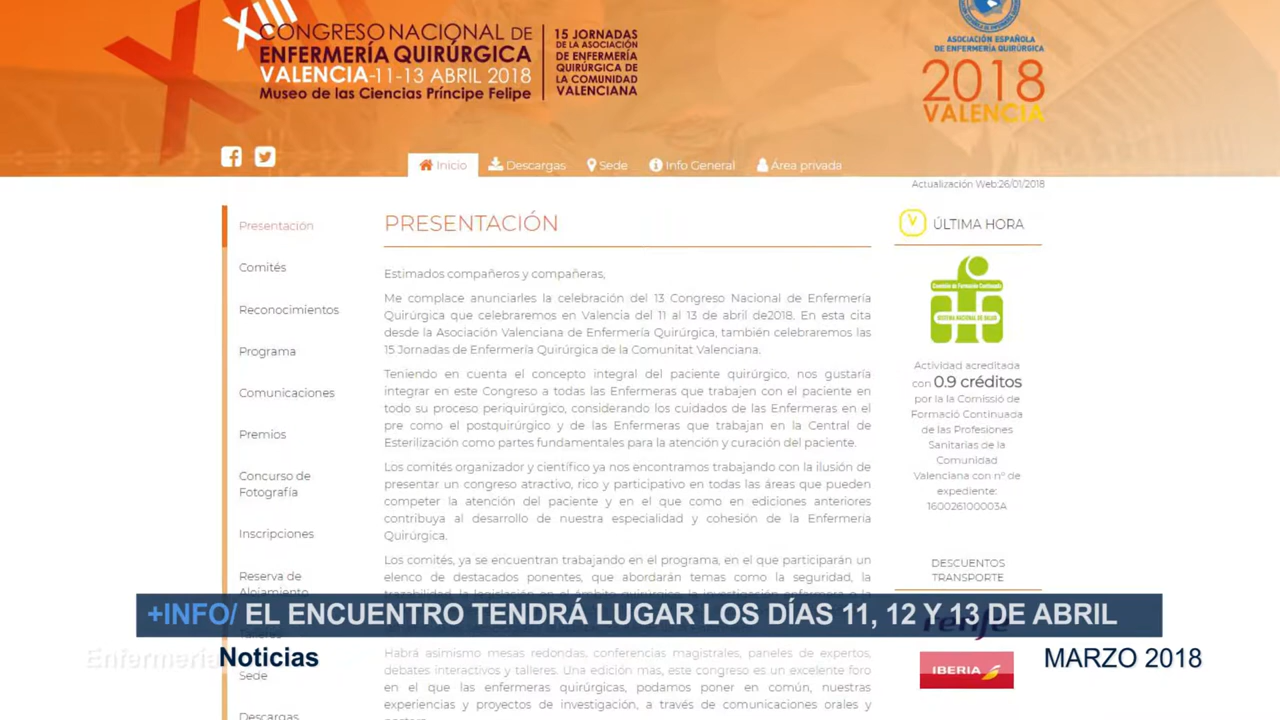 XIII
CONGRESO NACIONAL DE
ENFERMERÍA QUIRÚRGICA
VALENCIA-11-13 ABRIL 2018
Museo de las Ciencias Príncipe Felipe
15 JORNADAS
DE LA ASOCIACIÓN
DE ENFERMERÍA
QUIRÚRGICA DE
LA COMUNIDAD
VALENCIANA
ASOCIACIÓN ESPAÑOLA
DE ENFERMERÍA QUIRÚRGICA
2018
VALENCIA
Inicio
Descargas
Sede
Info General
Área privada
Actualización Web:26/01/2018
Presentación
Comités
Reconocimientos
Programa
Comunicaciones
Premios
Concurso de
Fotografía
Inscripciones
Reserva de
Alojamiento
Talleres
Sede
Descargas
PRESENTACIÓN
Estimados compañeros y compañeras,
Me complace anunciarles la celebración del 13 Congreso Nacional de Enfermería
Quirúrgica que celebraremos en Valencia del 11 al 13 de abril de2018. En esta cita
desde la Asociación Valenciana de Enfermería Quirúrgica, también celebraremos las
15 Jornadas de Enfermería Quirúrgica de la Comunitat Valenciana.
Teniendo en cuenta el concepto integral del paciente quirúrgico, nos gustaría
integrar en este Congreso a todas las Enfermeras que trabajen con el paciente en
todo su proceso periquirúrgico, considerando los cuidados de las Enfermeras en el
pre como el postquirúrgico y de las Enfermeras que trabajan en la Central de
Esterilización como partes fundamentales para la atención y curación del paciente.
Los comités organizador y científico ya nos encontramos trabajando con la ilusión de
presentar un congreso atractivo, rico y participativo en todas las áreas que pueden
competer la atención del paciente y en el que como en ediciones anteriores
contribuya al desarrollo de nuestra especialidad y cohesión de la Enfermería
Quirúrgica.
Los comités, ya se encuentran trabajando en el programa, en el que participarán un
elenco de destacados ponentes, que abordarán temas como la seguridad, la
Habrá asimismo mesas redondas, conferencias magistrales, paneles de expertos,
debates interactivos y talleres. Una edición mas, este congreso es un excelente foro
en el que las enfermeras quirúrgicas, podamos poner en común, nuestras
experiencias y proyectos de investigación, a través de comunicaciones orales y
ÚLTIMA HORA
Comisión de Formación Continuada
SISTEMA NACIONAL DE SALUD
Actividad acreditada
con 0.9 créditos
por la la Comissió de
Formació Continuada
de las Profesiones
Sanitarias de la
Comunidad
Valenciana con nº de
expediente:
160026100003A
DESCUENTOS
TRANSPORTE
renfe
IBERIA
+INFO/ EL ENCUENTRO TENDRÁ LUGAR LOS DÍAS 11, 12 Y 13 DE ABRIL
EnfermeríaNoticias
MARZO 2018